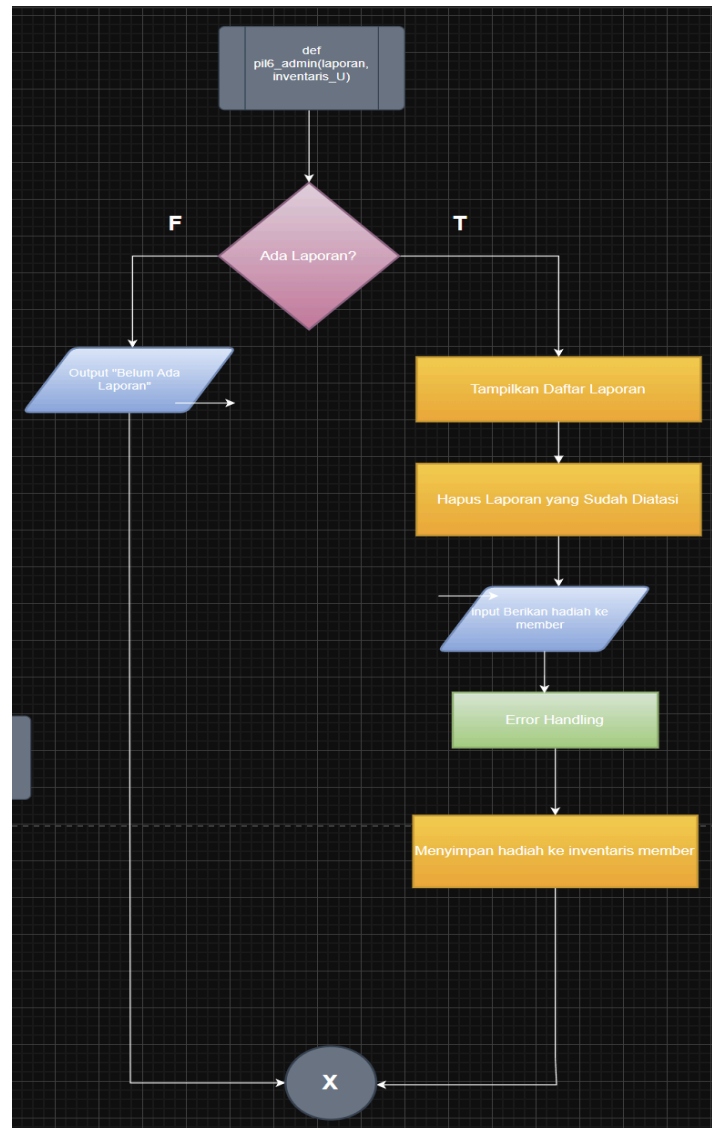 def
pil6_admin(laporan,
inventaris_U)
F
T
Ada Laporan?
Output "Belum Ada
Laporan"
Tampilkan Daftar Laporan
Hapus Laporan yang Sudah Diatasi
Input Berikan hadiah ke
member
Error Handling
Menyimpan hadiah ke inventaris member
X